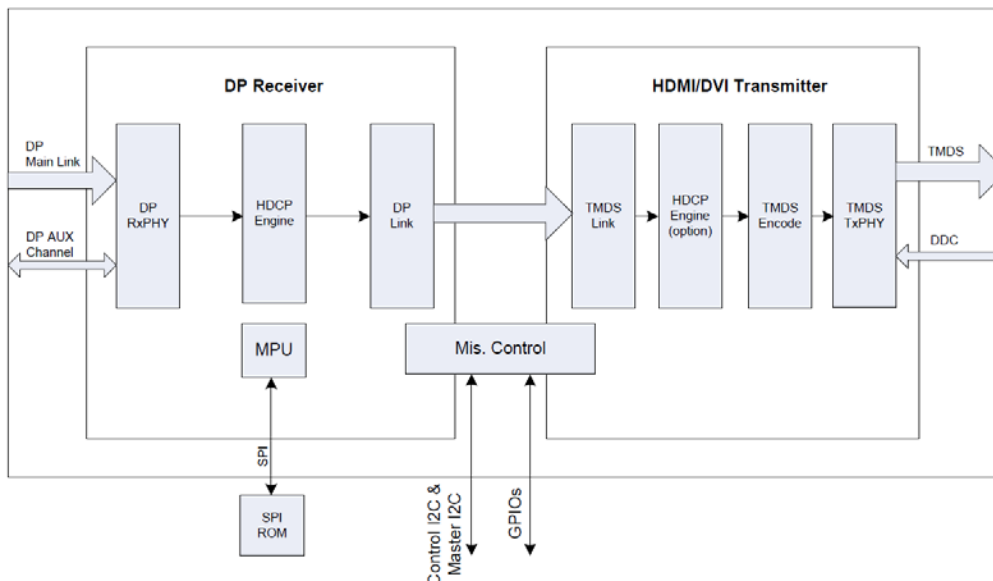 DP Receiver
HDMI/DVI Transmitter
DP
Main Link
DP AUX
Channel
DP
RxPHY
HDCP
Engine
DP
Link
TMDS
Link
HDCP
Engine
(option)
TMDS
Encode
TMDS
TxPHY
TMDS
DDC
MPU
Mis. Control
SPI
SPI
ROM
Control I2C &
Master I2C
GPIOs